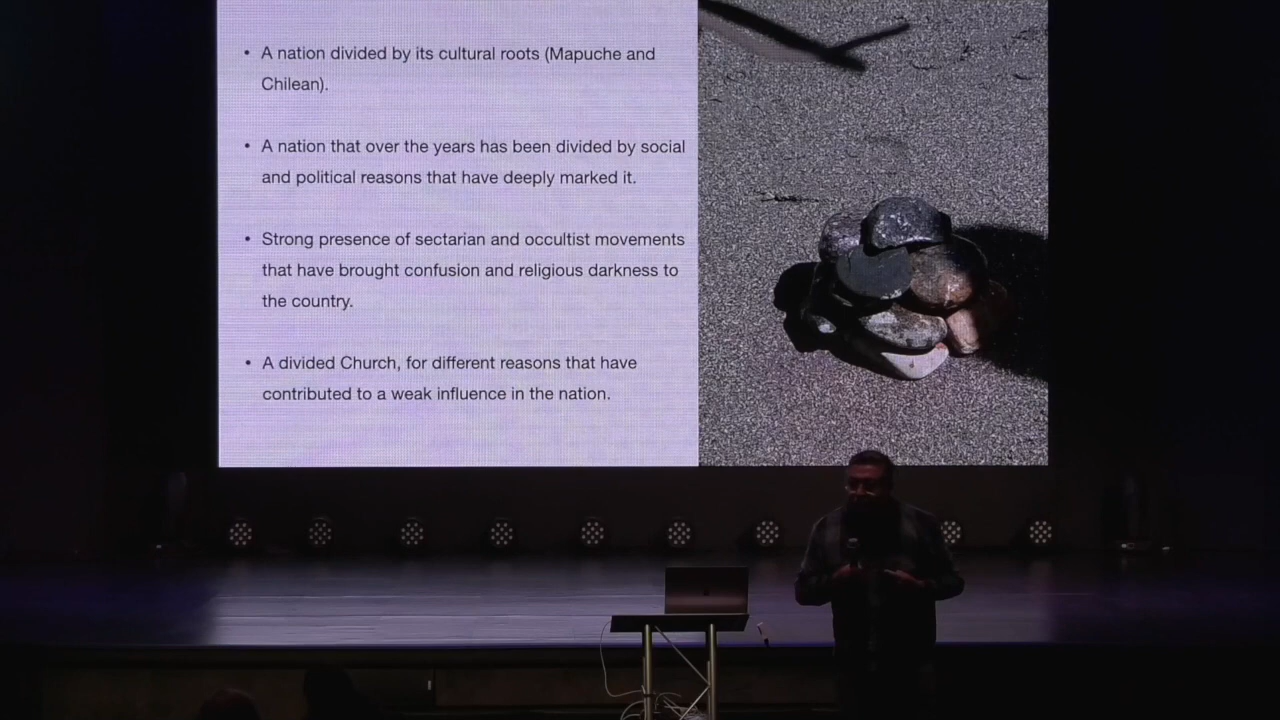 • A nation divided by its cultural roots (Mapuche and
Chilean).
• A nation that over the years has been divided by social
and political reasons that have deeply marked it.
• Strong presence of sectarian and occultist movements
that have brought confusion and religious darkness to
the country.
• A divided Church, for different reasons that have
contributed to a weak influence in the nation.